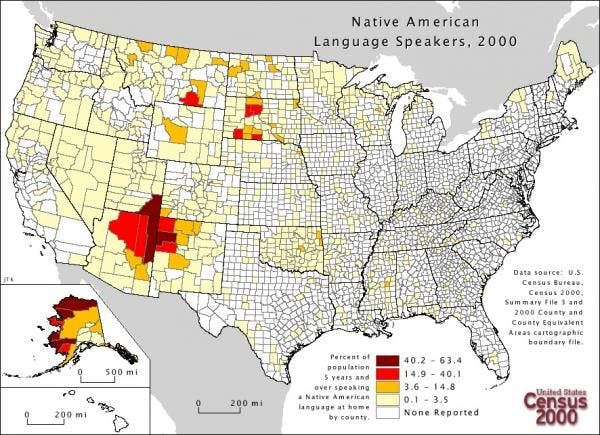 Native American
Language Speakers, 2000
JTK
Data source: U.S.
Census Bureau,
Census 2000,
Summary File 3 and
2000 County and
County Equivalent
Areas cartographic
boundary file.
0 500 mi
0 200 mi
0 200 mi
Percent of
population
5 years and
over speaking
a Native American
language at home
by county.
40.2 - 63.4
14.9 - 40.1
3.6 - 14.8
0.1 - 3.5
None Reported
United States
Census
2000